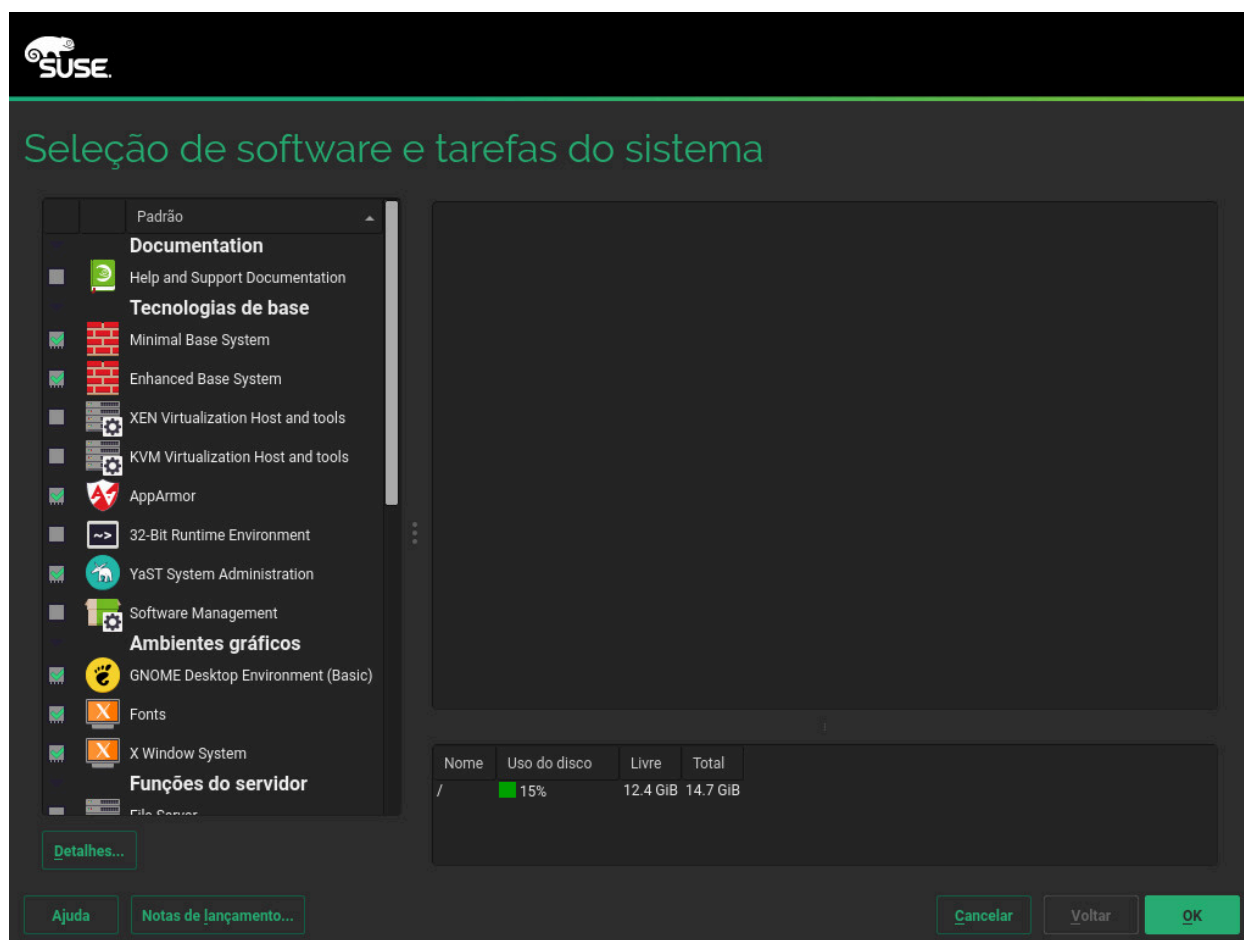 SUSE.
Seleção de software e tarefas do sistema
Padrão
Documentation
Help and Support Documentation
Tecnologias de base
Minimal Base System
Enhanced Base System
XEN Virtualization Host and tools
KVM Virtualization Host and tools
AppArmor
32-Bit Runtime Environment
YaST System Administration
Software Management
Ambientes gráficos
GNOME Desktop Environment (Basic)
Fonts
X Window System
Funções do servidor
File Server
Nome Uso do disco Livre Total
/ 15% 12.4 GiB 14.7 GiB
Detalhes...
Ajuda Notas de lançamento... Cancelar Voltar OK